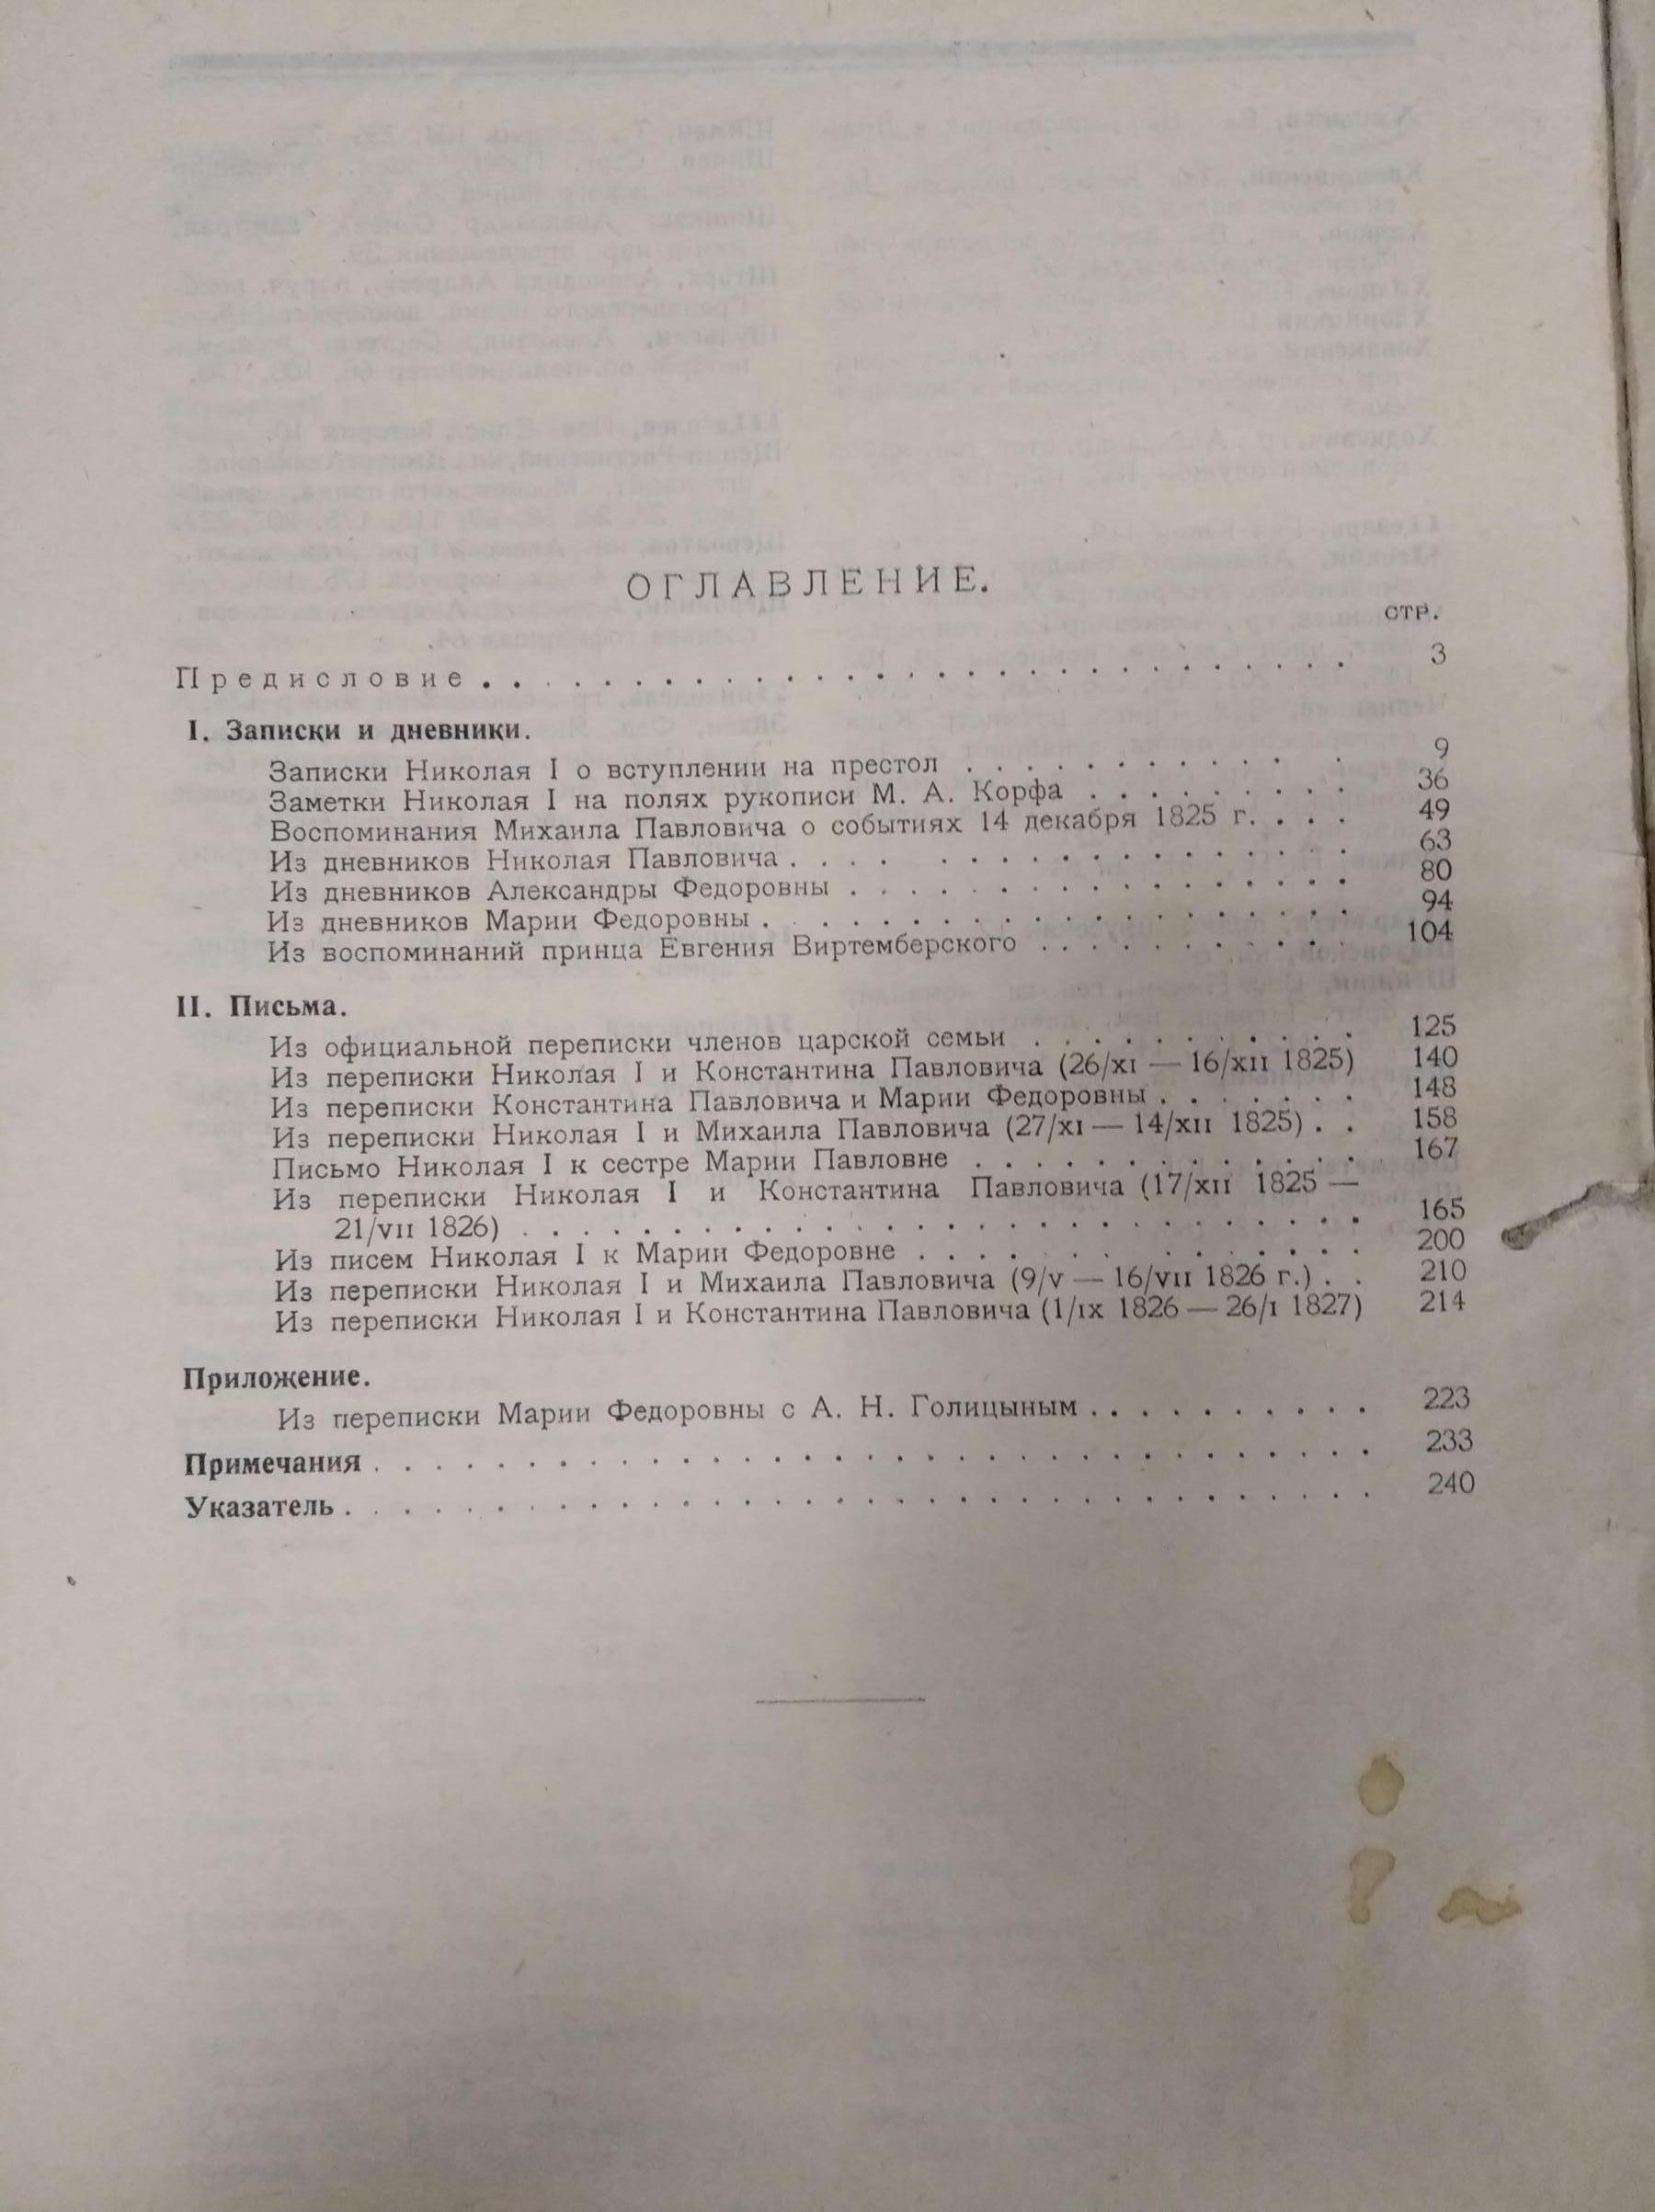 ОГЛАВЛЕНИЕ.
СТР.
Предисловие . . . . . . . . . . . . . . . . . . . . . . . . . . . 3
I. Записки и дневники.
Записки Николая I о вступлении на престол . . . . . . . . . . . . 9
Заметки Николая I на полях рукописи М. А. Корфа . . . . . . . . . 36
Воспоминания Михаила Павловича о событиях 14 декабря 1825 г. . . . 49
Из дневников Николая Павловича . . . . . . . . . . . . . . . . . . 63
Из дневников Александры Федоровны . . . . . . . . . . . . . . . . . 80
Из дневников Марии Федоровны . . . . . . . . . . . . . . . . . . . 94
Из воспоминаний принца Евгения Виртемберского . . . . . . . . . . . 104
II. Письма.
Из официальной переписки членов царской семьи . . . . . . . . . . . 125
Из переписки Николая I и Константина Павловича (26/XI — 16/XII 1825) 140
Из переписки Константина Павловича и Марии Федоровны . . . . . . . 148
Из переписки Николая I и Михаила Павловича (27/XI — 14/XII 1825) . . 158
Письмо Николая I к сестре Марии Павловне . . . . . . . . . . . . . 167
Из переписки Николая I и Константина Павловича (17/XII 1825 —
21/VII 1826) . . . . . . . . . . . . . . . . . . . . . . . . . . . 165
Из писем Николая I к Марии Федоровне . . . . . . . . . . . . . . . 200
Из переписки Николая I и Михаила Павловича (9/V — 16/VII 1826 г.) . . 210
Из переписки Николая I и Константина Павловича (1/IX 1826 — 26/I 1827) 214
Приложение.
Из переписки Марии Федоровны с А. Н. Голицыным . . . . . . . . . . 223
Примечания . . . . . . . . . . . . . . . . . . . . . . . . . . . . 233
Указатель . . . . . . . . . . . . . . . . . . . . . . . . . . . . . 240